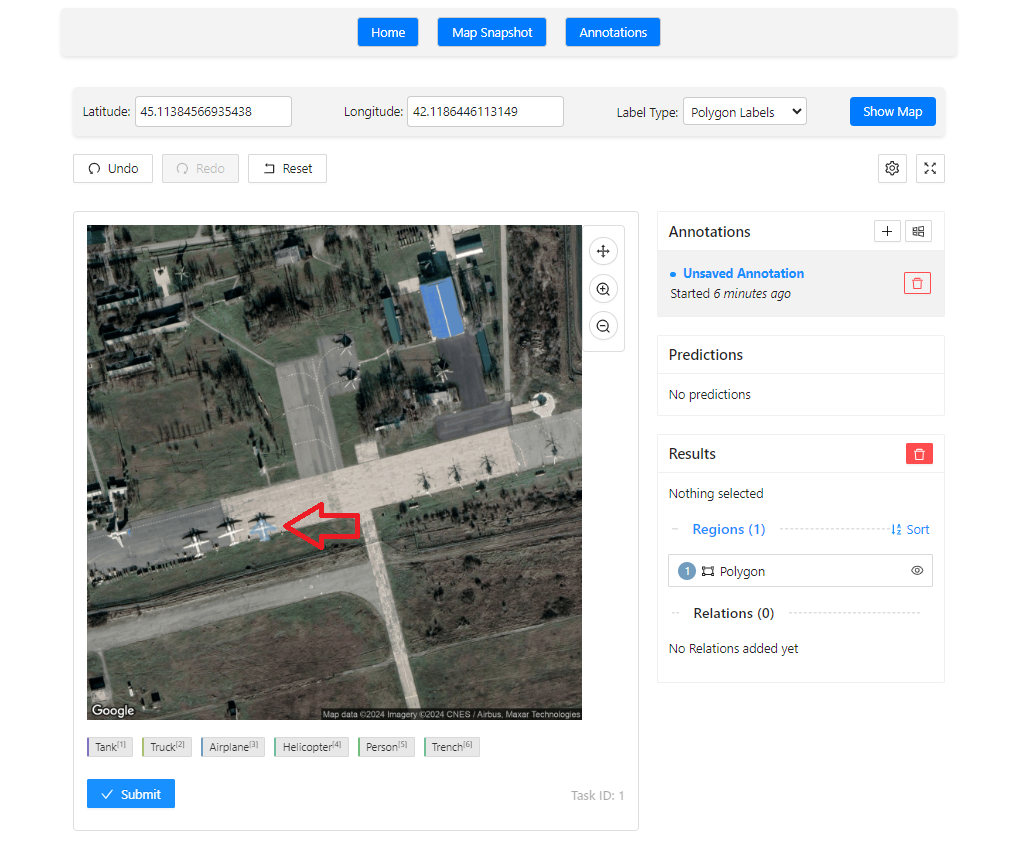 Home Map Snapshot Annotations
Latitude: 45.11384566935438 Longitude: 42.1186446113149 Label Type: Polygon Labels Show Map
Undo Redo Reset
Annotations
Unsaved Annotation
Started 6 minutes ago
Predictions
No predictions
Results
Nothing selected
Regions (1) Sort
1 Polygon
Relations (0)
No Relations added yet
Google Map data ©2024 Imagery ©2024 CNES / Airbus, Maxar Technologies
Tank[1] Truck[2] Airplane[3] Helicopter[4] Person[5] Trench[6]
Submit Task ID: 1